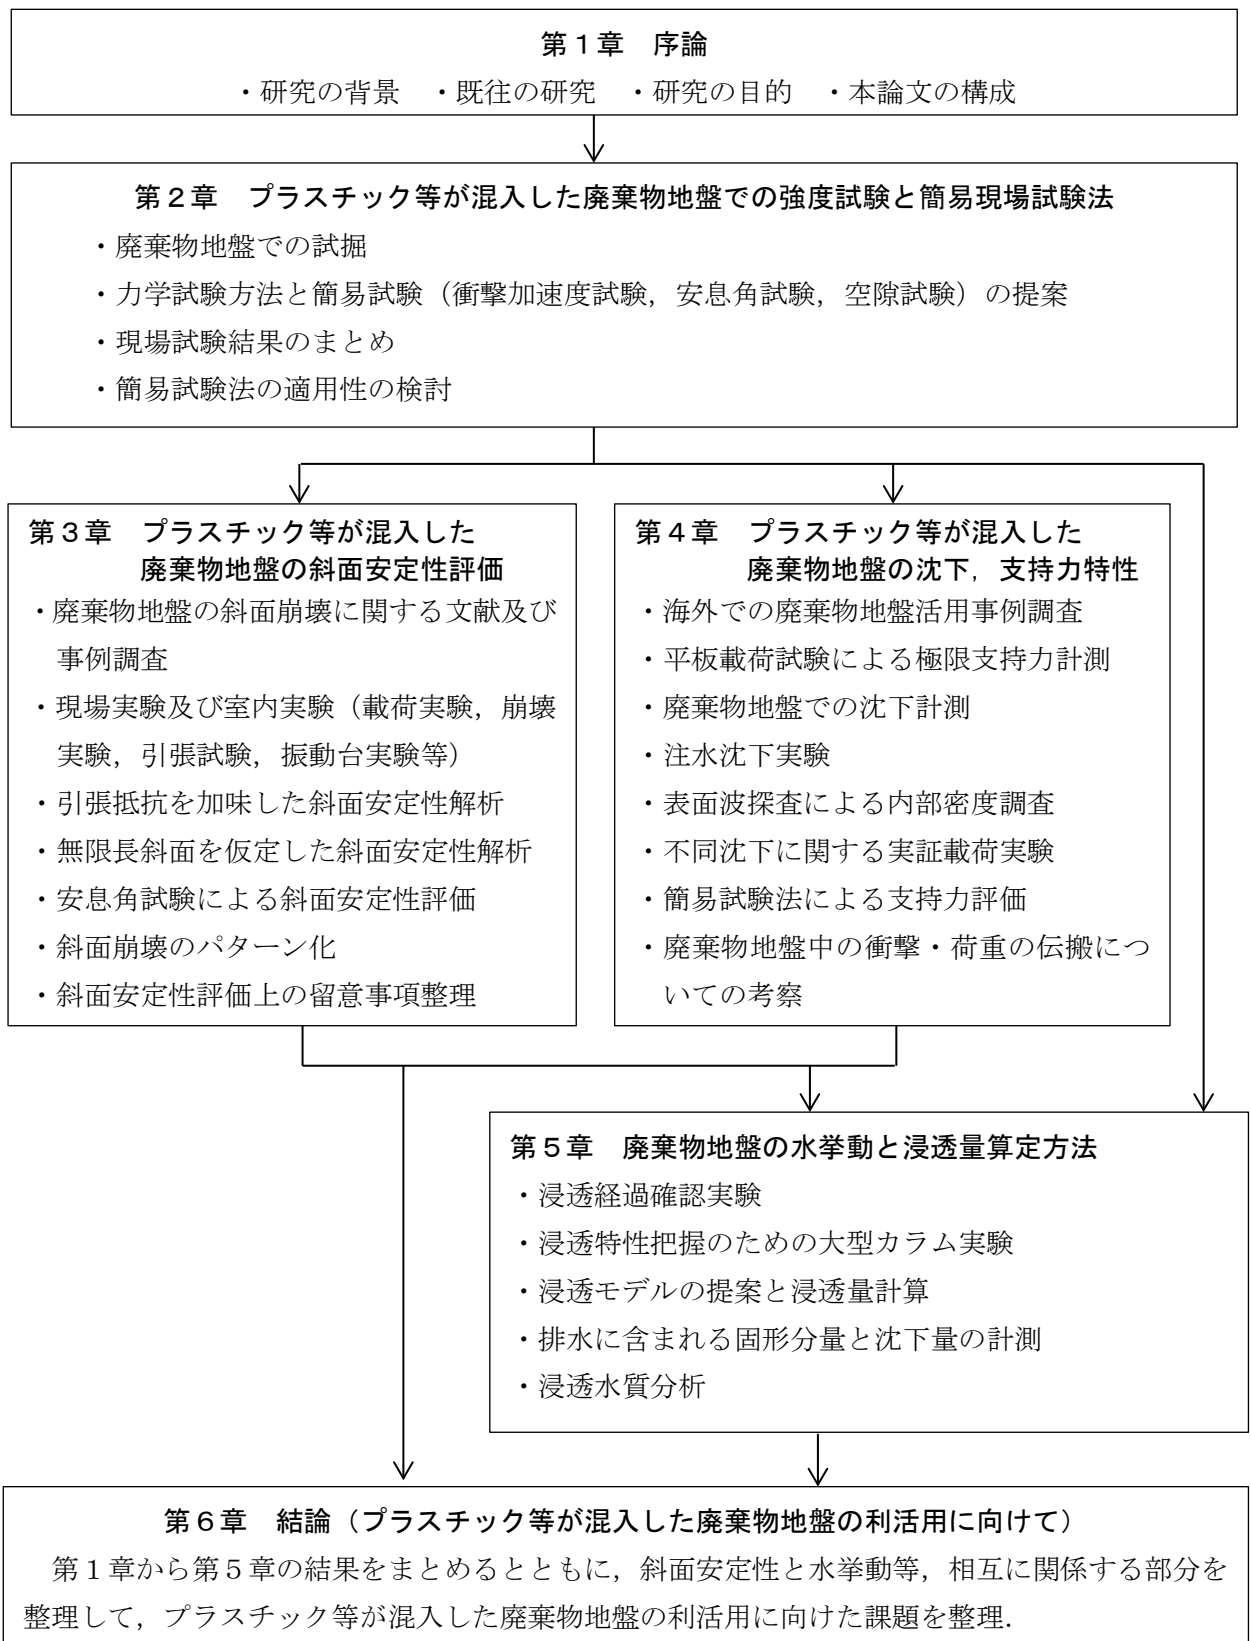 第１章　序論
・研究の背景　・既往の研究　・研究の目的　・本論文の構成
第２章　プラスチック等が混入した廃棄物地盤での強度試験と簡易現場試験法
・廃棄物地盤での試掘
・力学試験方法と簡易試験（衝撃加速度試験，安息角試験，空隙試験）の提案
・現場試験結果のまとめ
・簡易試験法の適用性の検討
第３章　プラスチック等が混入した
廃棄物地盤の斜面安定性評価
・廃棄物地盤の斜面崩壊に関する文献及び
事例調査
・現場実験及び室内実験（載荷実験，崩壊
実験，引張試験，振動台実験等）
・引張抵抗を加味した斜面安定性解析
・無限長斜面を仮定した斜面安定性解析
・安息角試験による斜面安定性評価
・斜面崩壊のパターン化
・斜面安定性評価上の留意事項整理
第４章　プラスチック等が混入した
廃棄物地盤の沈下，支持力特性
・海外での廃棄物地盤活用事例調査
・平板載荷試験による極限支持力計測
・廃棄物地盤での沈下計測
・注水沈下実験
・表面波探査による内部密度調査
・不同沈下に関する実証載荷実験
・簡易試験法による支持力評価
・廃棄物地盤中の衝撃・荷重の伝搬につ
いての考察
第５章　廃棄物地盤の水挙動と浸透量算定方法
・浸透経過確認実験
・浸透特性把握のための大型カラム実験
・浸透モデルの提案と浸透量計算
・排水に含まれる固形分量と沈下量の計測
・浸透水質分析
第６章　結論（プラスチック等が混入した廃棄物地盤の利活用に向けて）
第１章から第５章の結果をまとめるとともに，斜面安定性と水挙動等，相互に関係する部分を
整理して，プラスチック等が混入した廃棄物地盤の利活用に向けた課題を整理．